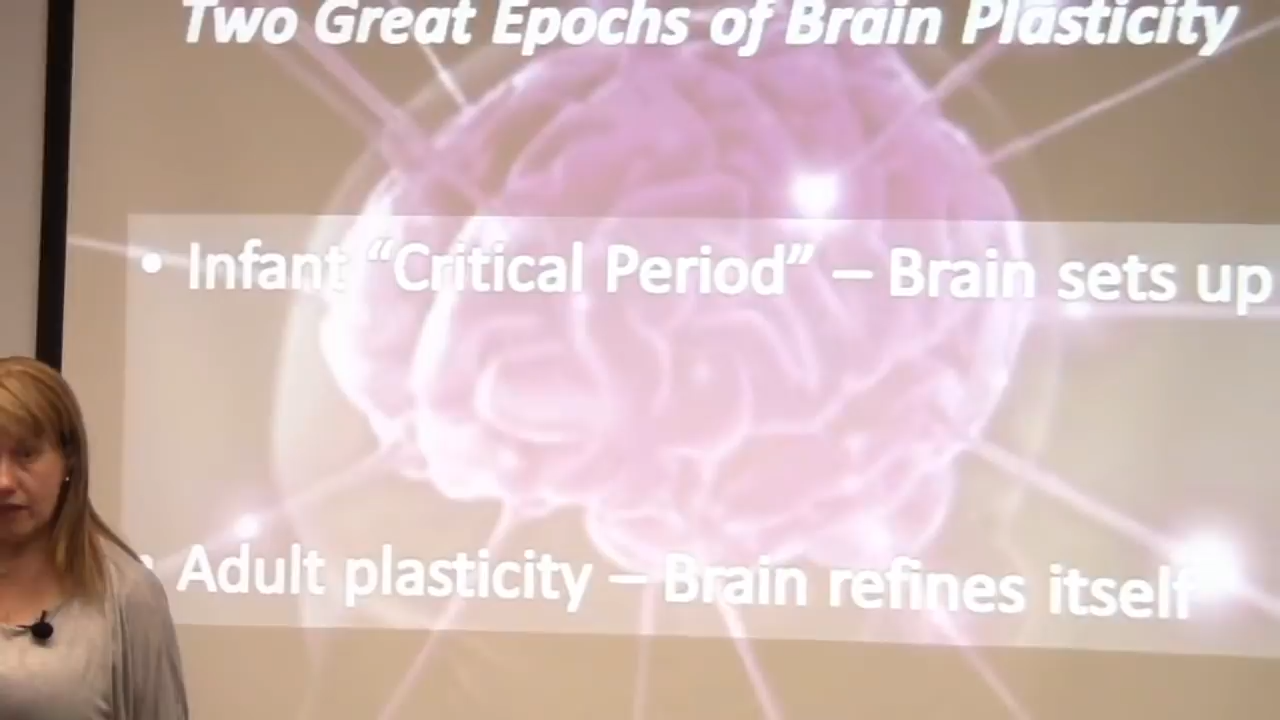 Two Great Epochs of Brain Plasticity
• Infant “Critical Period” – Brain sets up
Adult plasticity – Brain refines itself